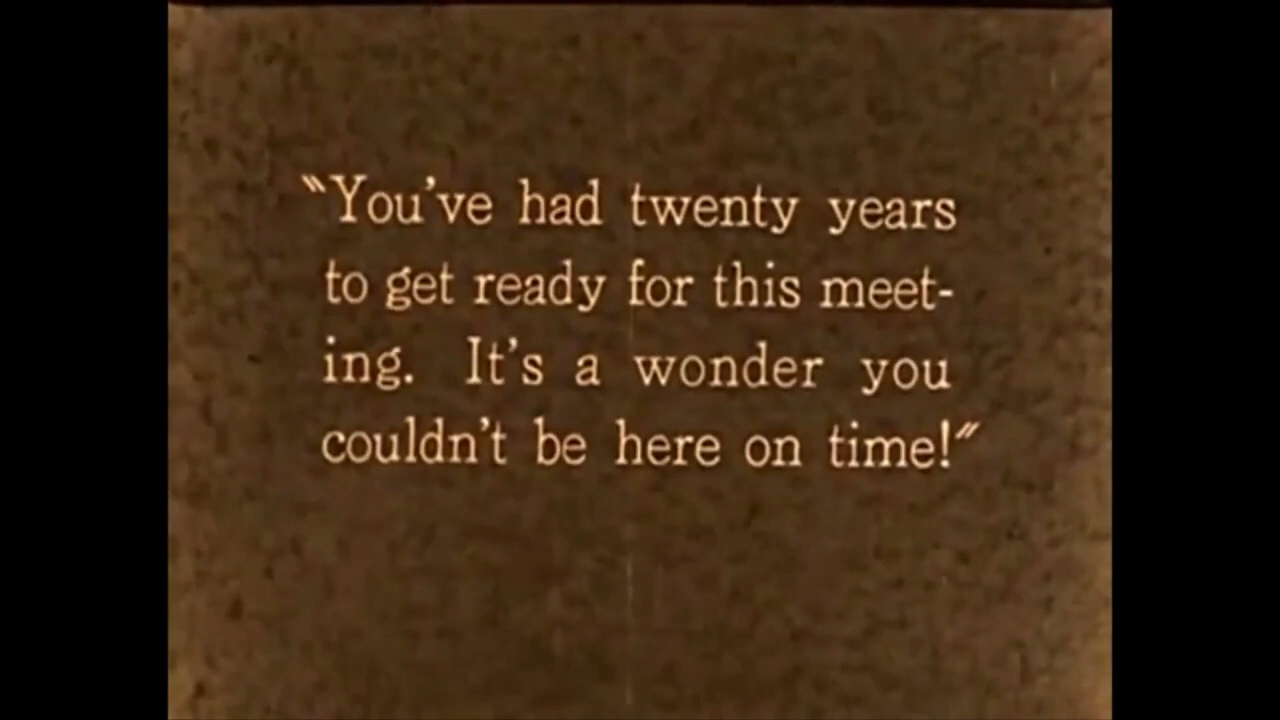 "You've had twenty years
to get ready for this meet-
ing. It's a wonder you
couldn't be here on time!"